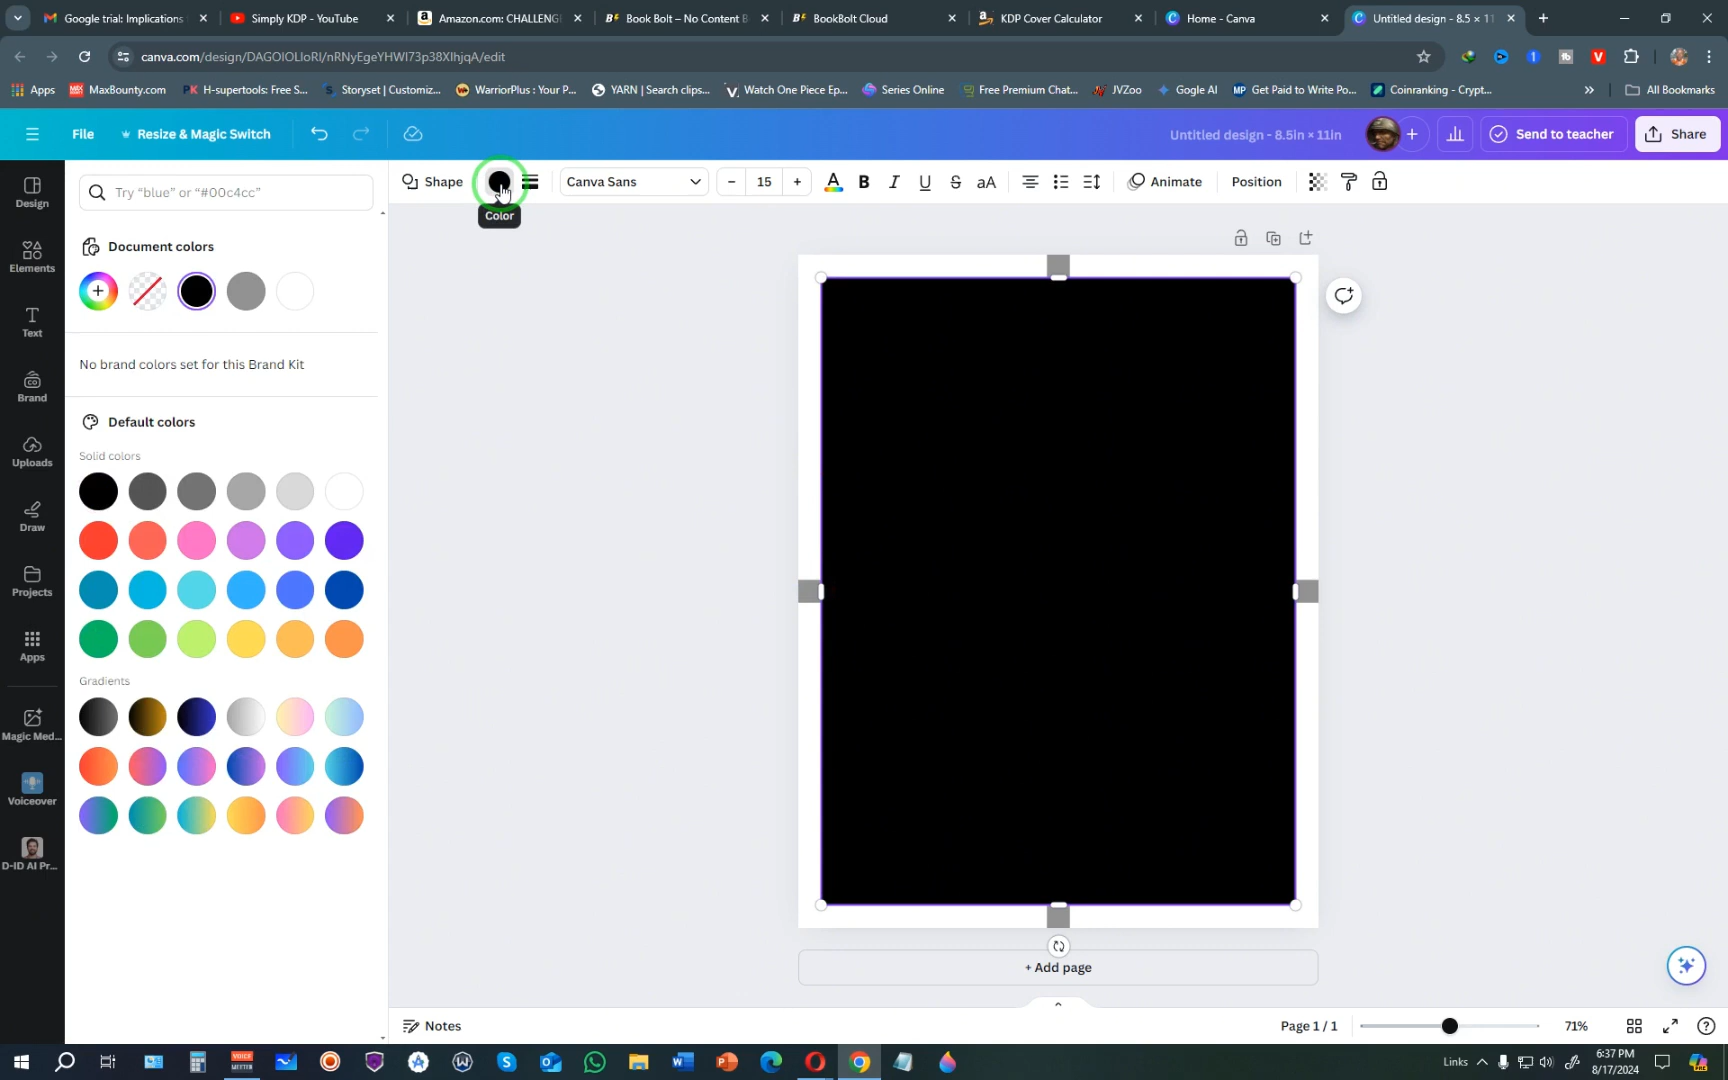 Google trial: Implications
Simply KDP - YouTube
Amazon.com: CHALLENG
Book Bolt – No Content B
BookBolt Cloud
KDP Cover Calculator
Home - Canva
Untitled design - 8.5 × 11
canva.com/design/DAGOIOLIoRI/nRNyEgeYHWl73p38XlhjqA/edit
Apps
MaxBounty.com
H-supertools: Free S...
Storyset | Customiz...
WarriorPlus : Your P...
YARN | Search clips...
Watch One Piece Ep...
Series Online
Free Premium Chat...
JVZoo
Gogle AI
Get Paid to Write Po...
Coinranking - Crypt...
All Bookmarks
File
Resize & Magic Switch
Untitled design - 8.5in × 11in
Send to teacher
Share
Try “blue” or “#00c4cc”
Shape
Canva Sans
15
B
I
U
S
aA
Animate
Position
Color
Design
Elements
Text
Brand
Uploads
Draw
Projects
Apps
Magic Med...
Voiceover
D-ID AI Pr...
Document colors
No brand colors set for this Brand Kit
Default colors
Solid colors
Gradients
+ Add page
Notes
Page 1 / 1
71%
Links
6:37 PM
8/17/2024